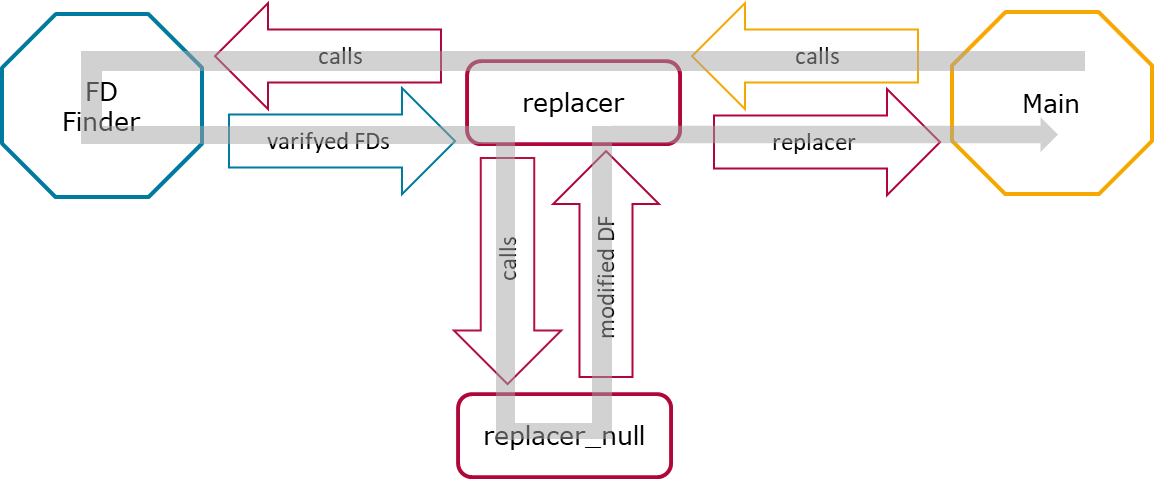 calls
calls
FD
Finder
replacer
Main
varifyed FDs
replacer
calls
modified DF
replacer_null